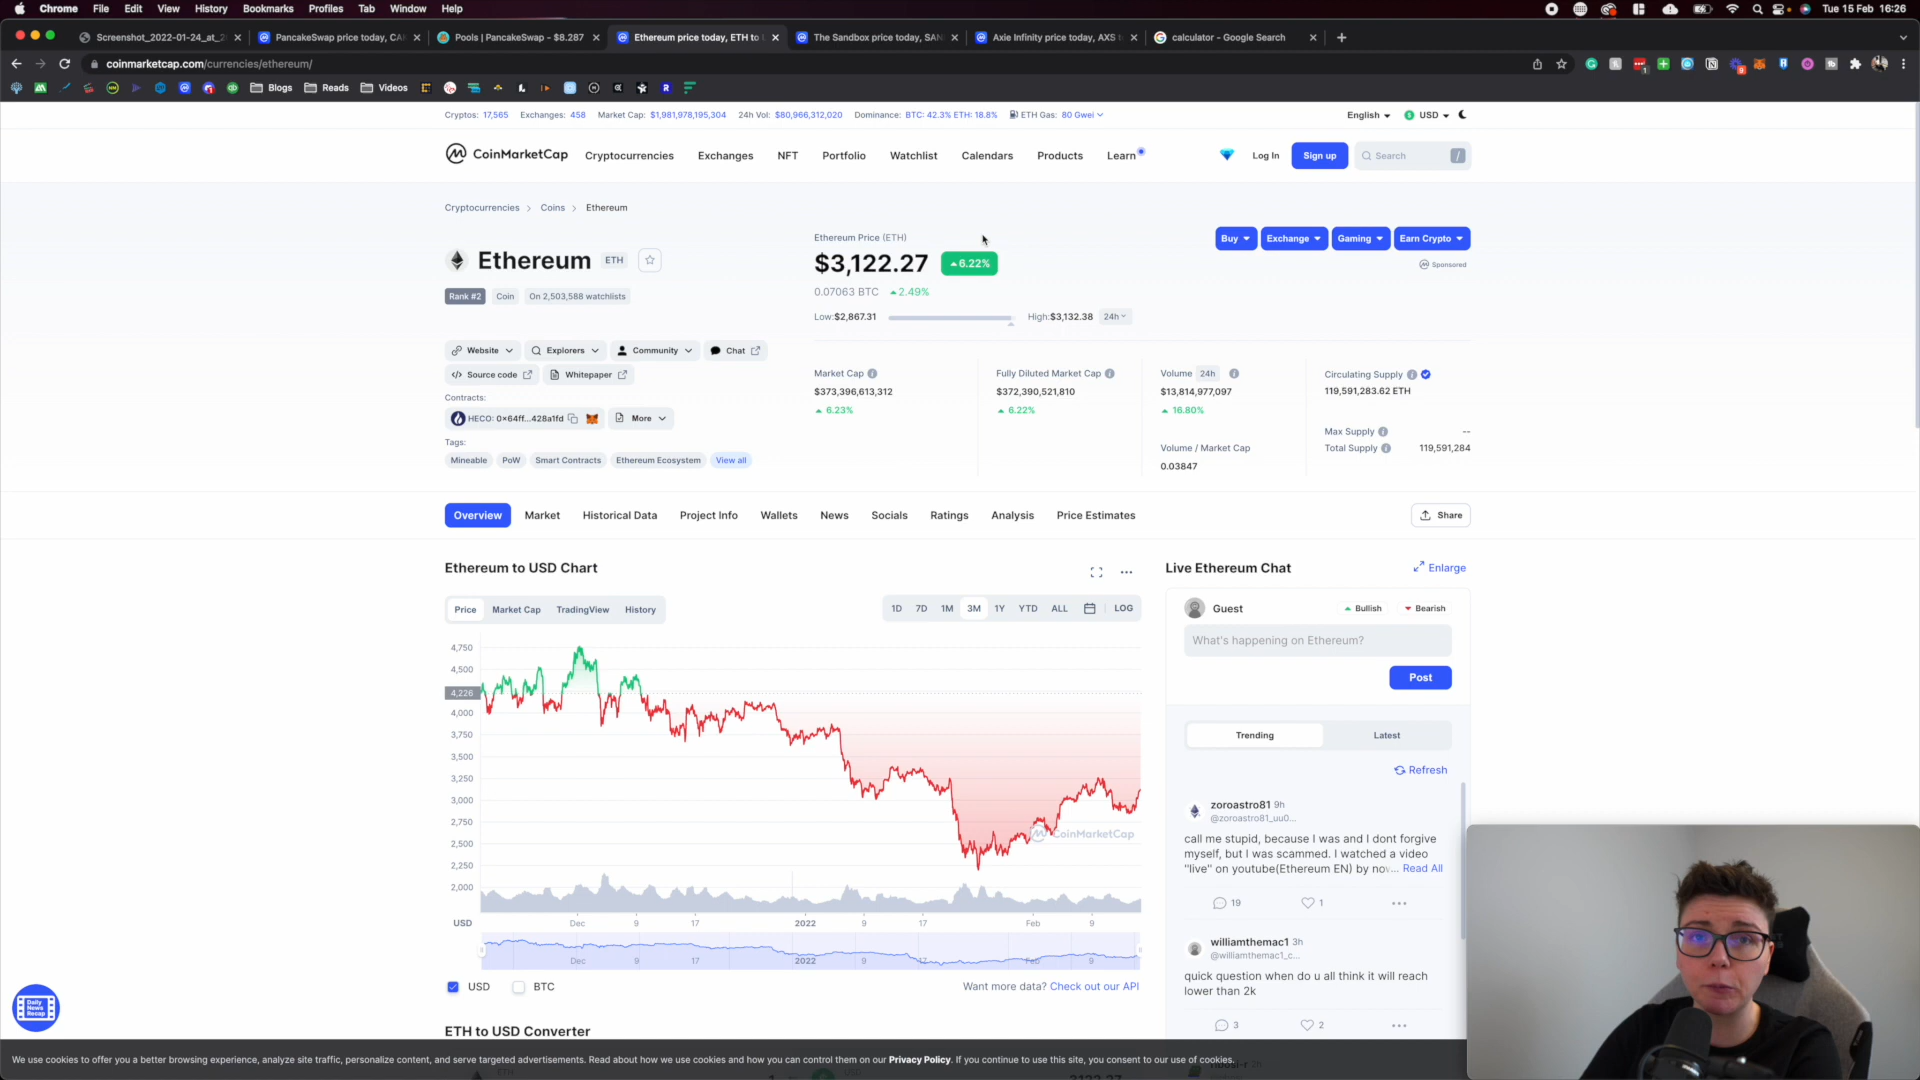 Chrome File Edit View History Bookmarks Profiles Tab Window Help
Tue 15 Feb 16:26
Screenshot_2022-01-24_at_2
PancakeSwap price today, CA
Pools | PancakeSwap - $8.287
Ethereum price today, ETH to
The Sandbox price today, SAN
Axie Infinity price today, AXS t
calculator - Google Search
coinmarketcap.com/currencies/ethereum/
Blogs Reads Videos
Cryptos: 17,565 Exchanges: 458 Market Cap: $1,981,978,195,304 24h Vol: $80,966,312,020 Dominance: BTC: 42.3% ETH: 18.8% ETH Gas: 80 Gwei
English USD
CoinMarketCap Cryptocurrencies Exchanges NFT Portfolio Watchlist Calendars Products Learn
Log In Sign up Search /
Cryptocurrencies > Coins > Ethereum
Ethereum ETH
Rank #2 Coin On 2,503,588 watchlists
Website Explorers Community Chat
Source code Whitepaper
Contracts:
HECO: 0x64ff...428a1fd More
Tags:
Mineable PoW Smart Contracts Ethereum Ecosystem View all
Ethereum Price (ETH)
$3,122.27 6.22%
0.07063 BTC 2.49%
Low:$2,867.31 High:$3,132.38 24h
Buy Exchange Gaming Earn Crypto
Sponsored
Market Cap
$373,396,613,312
6.23%
Fully Diluted Market Cap
$372,390,521,810
6.22%
Volume 24h
$13,814,977,097
16.80%
Volume / Market Cap
0.03847
Circulating Supply
119,591,283.62 ETH
Max Supply --
Total Supply 119,591,284
Overview Market Historical Data Project Info Wallets News Socials Ratings Analysis Price Estimates
Share
Ethereum to USD Chart
Price Market Cap TradingView History
1D 7D 1M 3M 1Y YTD ALL LOG
4,750
4,500
4,226
4,000
3,750
3,500
3,250
3,000
2,750
2,500
2,250
2,000
CoinMarketCap
USD Dec 9 17 2022 9 17 Feb 9
Dec 9 17 2022 9 17 Feb 9
USD BTC
Want more data? Check out our API
ETH to USD Converter
Live Ethereum Chat
Enlarge
Guest
Bullish Bearish
What's happening on Ethereum?
Post
Trending Latest
Refresh
zoroastro81 9h
@zoroastro81_uu0...
call me stupid, because I was and I dont forgive
myself, but I was scammed. I watched a video
"live" on youtube(Ethereum EN) by nov... Read All
19 1
williamthemac1 3h
@williamthemac1_c...
quick question when do u all think it will reach
lower than 2k
3 2
Daily
News
Recap
We use cookies to offer you a better browsing experience, analyze site traffic, personalize content, and serve targeted advertisements. Read about how we use cookies and how you can control them on our Privacy Policy. If you continue to use this site, you consent to our use of cookies.